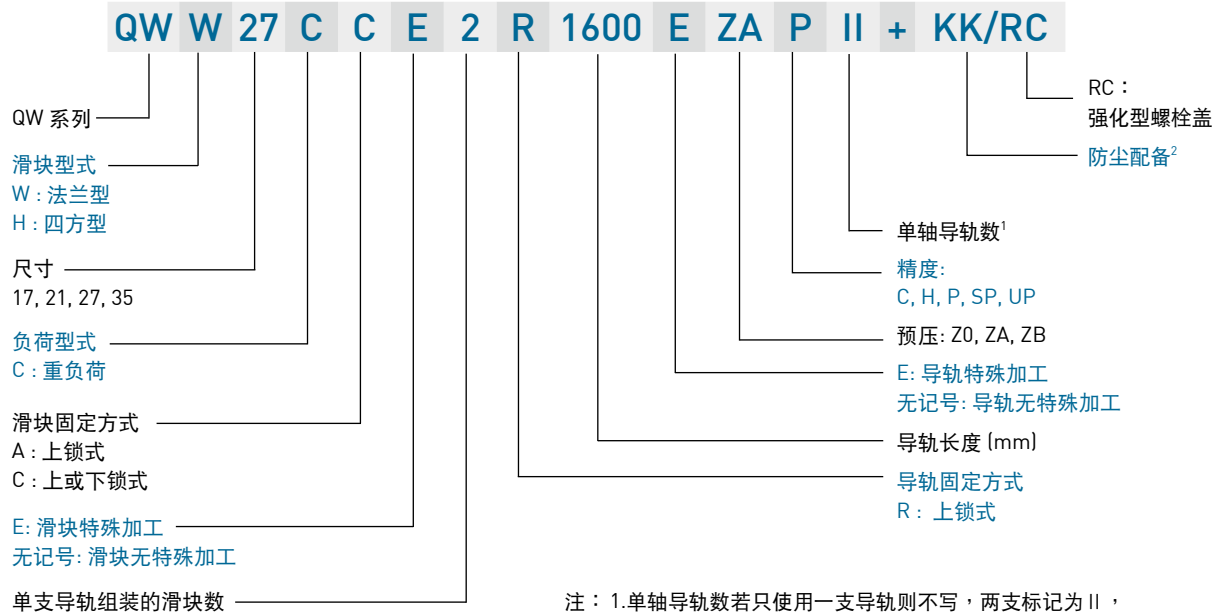 QW W 27 C C E 2 R 1600 E ZA P II + KK/RC
QW 系列
滑块型式
W : 法兰型
H : 四方型
尺寸
17, 21, 27, 35
负荷型式
C : 重负荷
滑块固定方式
A : 上锁式
C : 上或下锁式
E: 滑块特殊加工
无记号: 滑块无特殊加工
单支导轨组装的滑块数
RC：
强化型螺栓盖
防尘配备2
单轴导轨数1
精度:
C, H, P, SP, UP
预压: Z0, ZA, ZB
E: 导轨特殊加工
无记号: 导轨无特殊加工
导轨长度 (mm)
导轨固定方式
R： 上锁式
注： 1.单轴导轨数若只使用一支导轨则不写，两支标记为 II ，